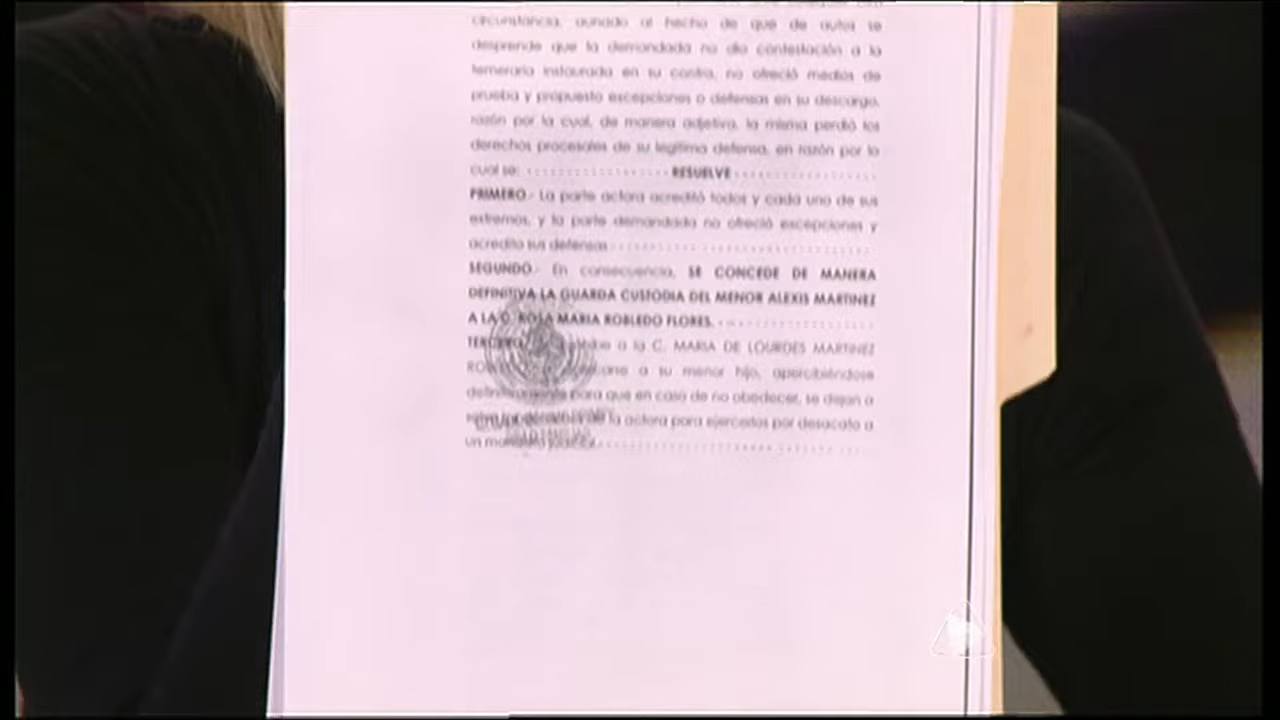 circunstancia, aunado al hecho de que de autos se
desprende que la demandada no dio contestación a la
temeraria instaurada en su contra, no ofreció medios de
prueba y propuesto excepciones o defensas en su descargo,
razón por la cual, de manera adjetiva, la misma perdió los
derechos procesales de su legítima defensa, en razón por lo
cual se: - - - - - - - - - - - - - - - - - RESUELVE - - - - - - - - - - - - - - - - -
PRIMERO.- La parte actora acreditó todos y cada uno de sus
extremos, y la parte demandada no ofreció excepciones y
acredito sus defensas - - - - - - - - - - - - - - - - - - - - - - - - - -
SEGUNDO.- En consecuencia, SE CONCEDE DE MANERA
DEFINITIVA LA GUARDA CUSTODIA DEL MENOR ALEXIS MARTINEZ
A LA C. ROSA MARIA ROBLEDO FLORES. - - - - - - - - - - - - - - - -
TERCERO a la C. MARIA DE LOURDES MARTINEZ
a su menor hijo, apercibiéndose
definitivamente para que en caso de no obedecer, se dejan a
de la actora para ejercerlos por desacato a
un - - - - - - - - - - - - - - - - - - - - - - - - - -